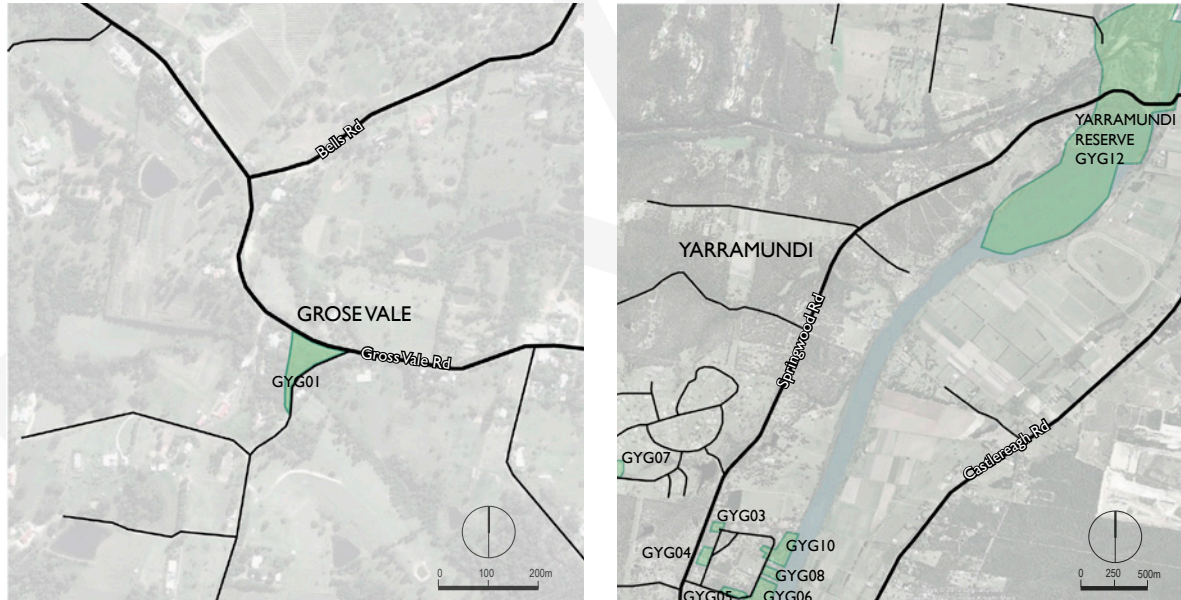 Bells Rd
GROSE VALE
Gross Vale Rd
GYG01
0 100 200m
YARRAMUNDI
RESERVE
GYG12
YARRAMUNDI
Springwood Rd
Castlereagh Rd
GYG07
GYG03
GYG04
GYG10
GYG08
GYG05
GYG06
0 250 500m